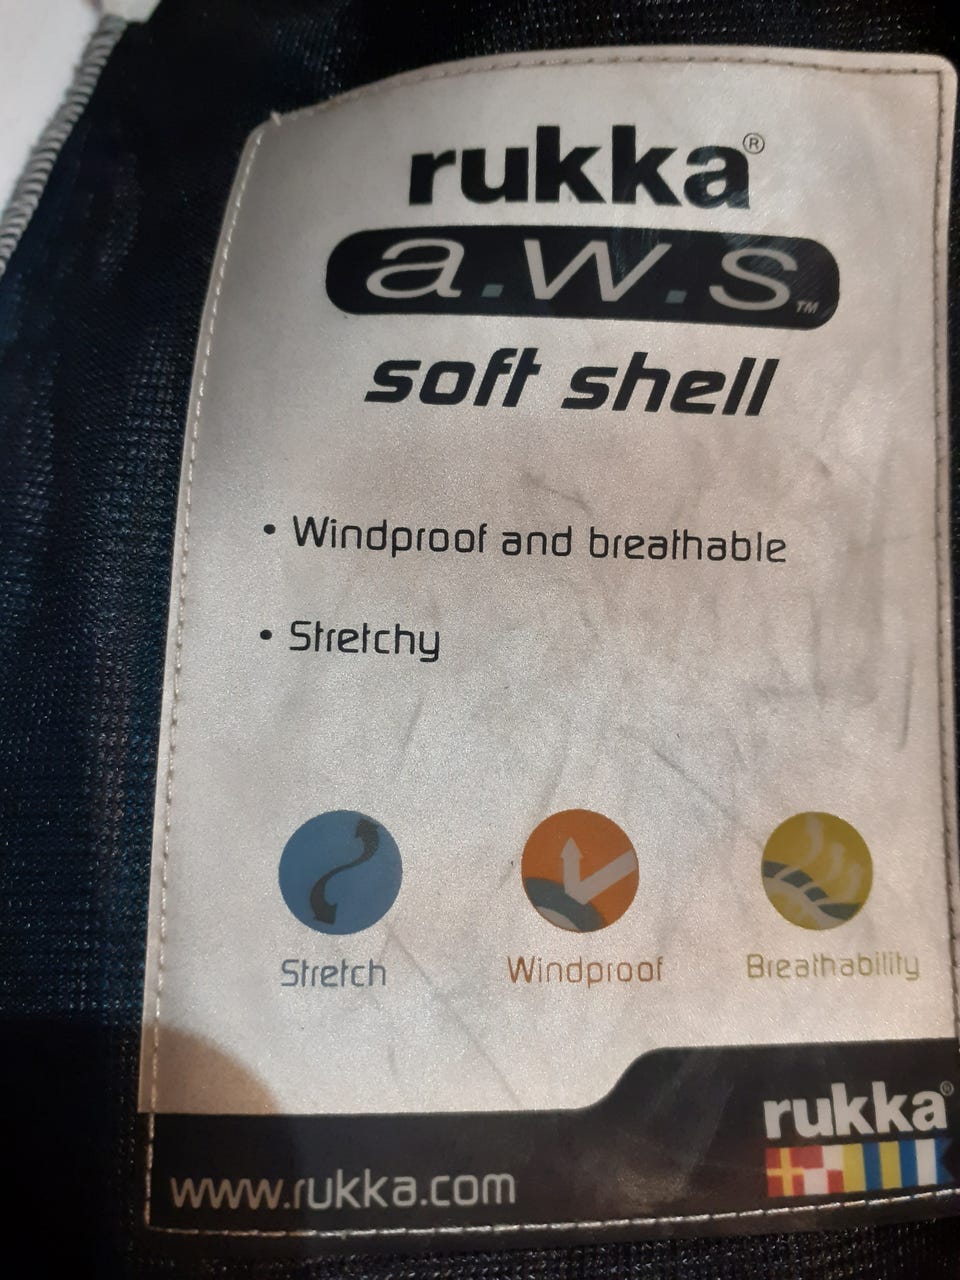 rukka®
a.w.s™
soft shell
• Windproof and breathable
• Stretchy
Stretch Windproof Breathability
rukka®
www.rukka.com